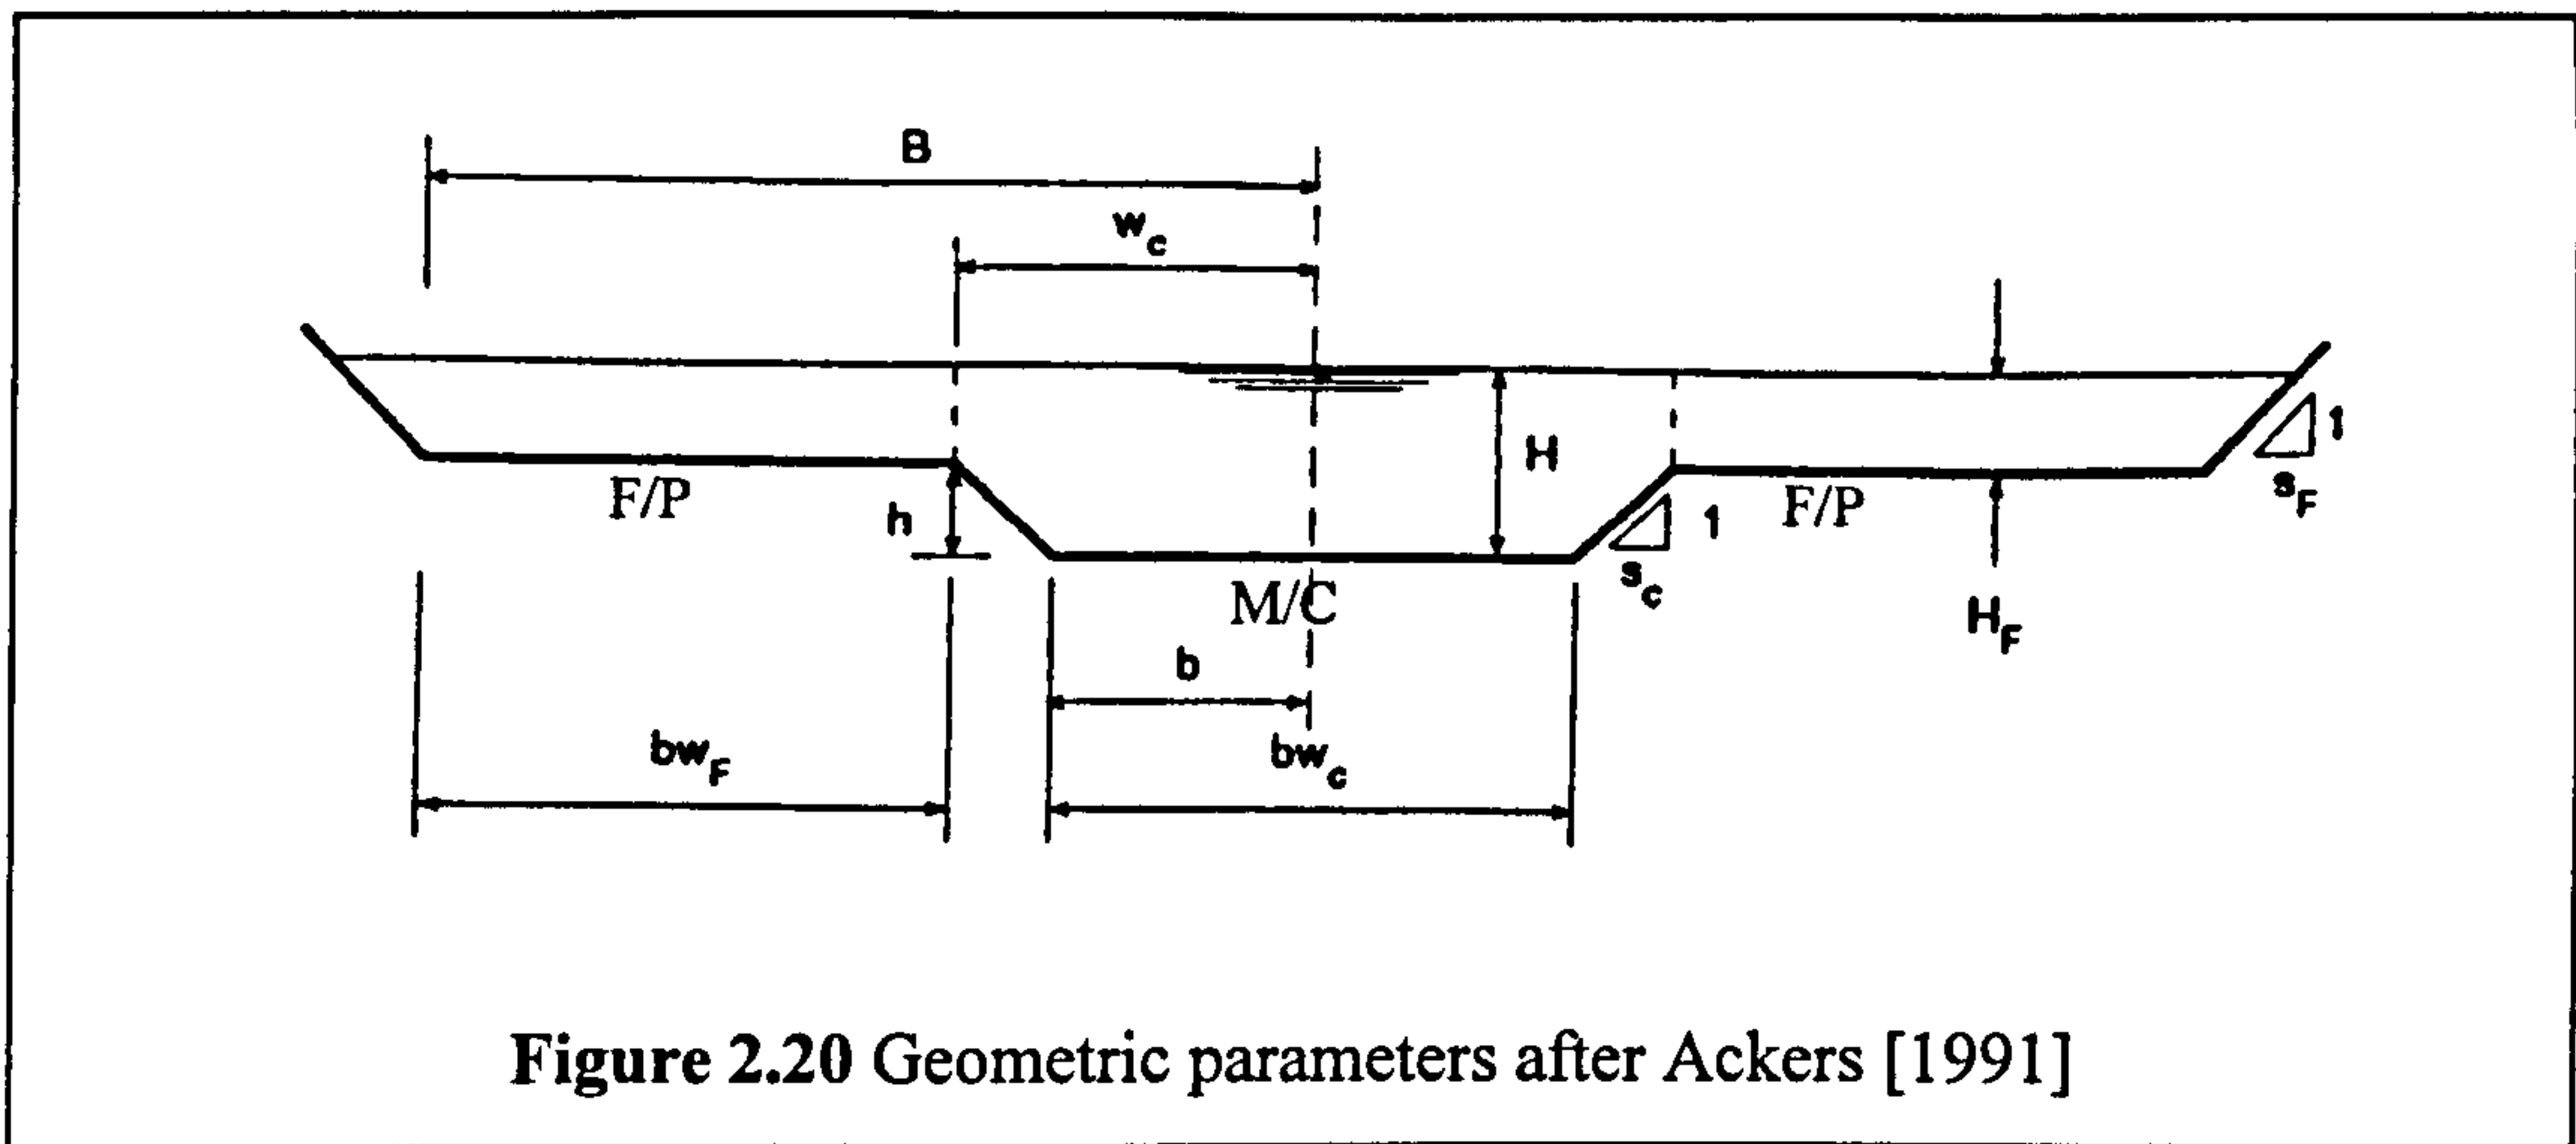 B
w_c
H
1
s_F
F/P
h
F/P
1
s_c
M/C
H_F
b
bw_F
bw_c
Figure 2.20 Geometric parameters after Ackers [1991]